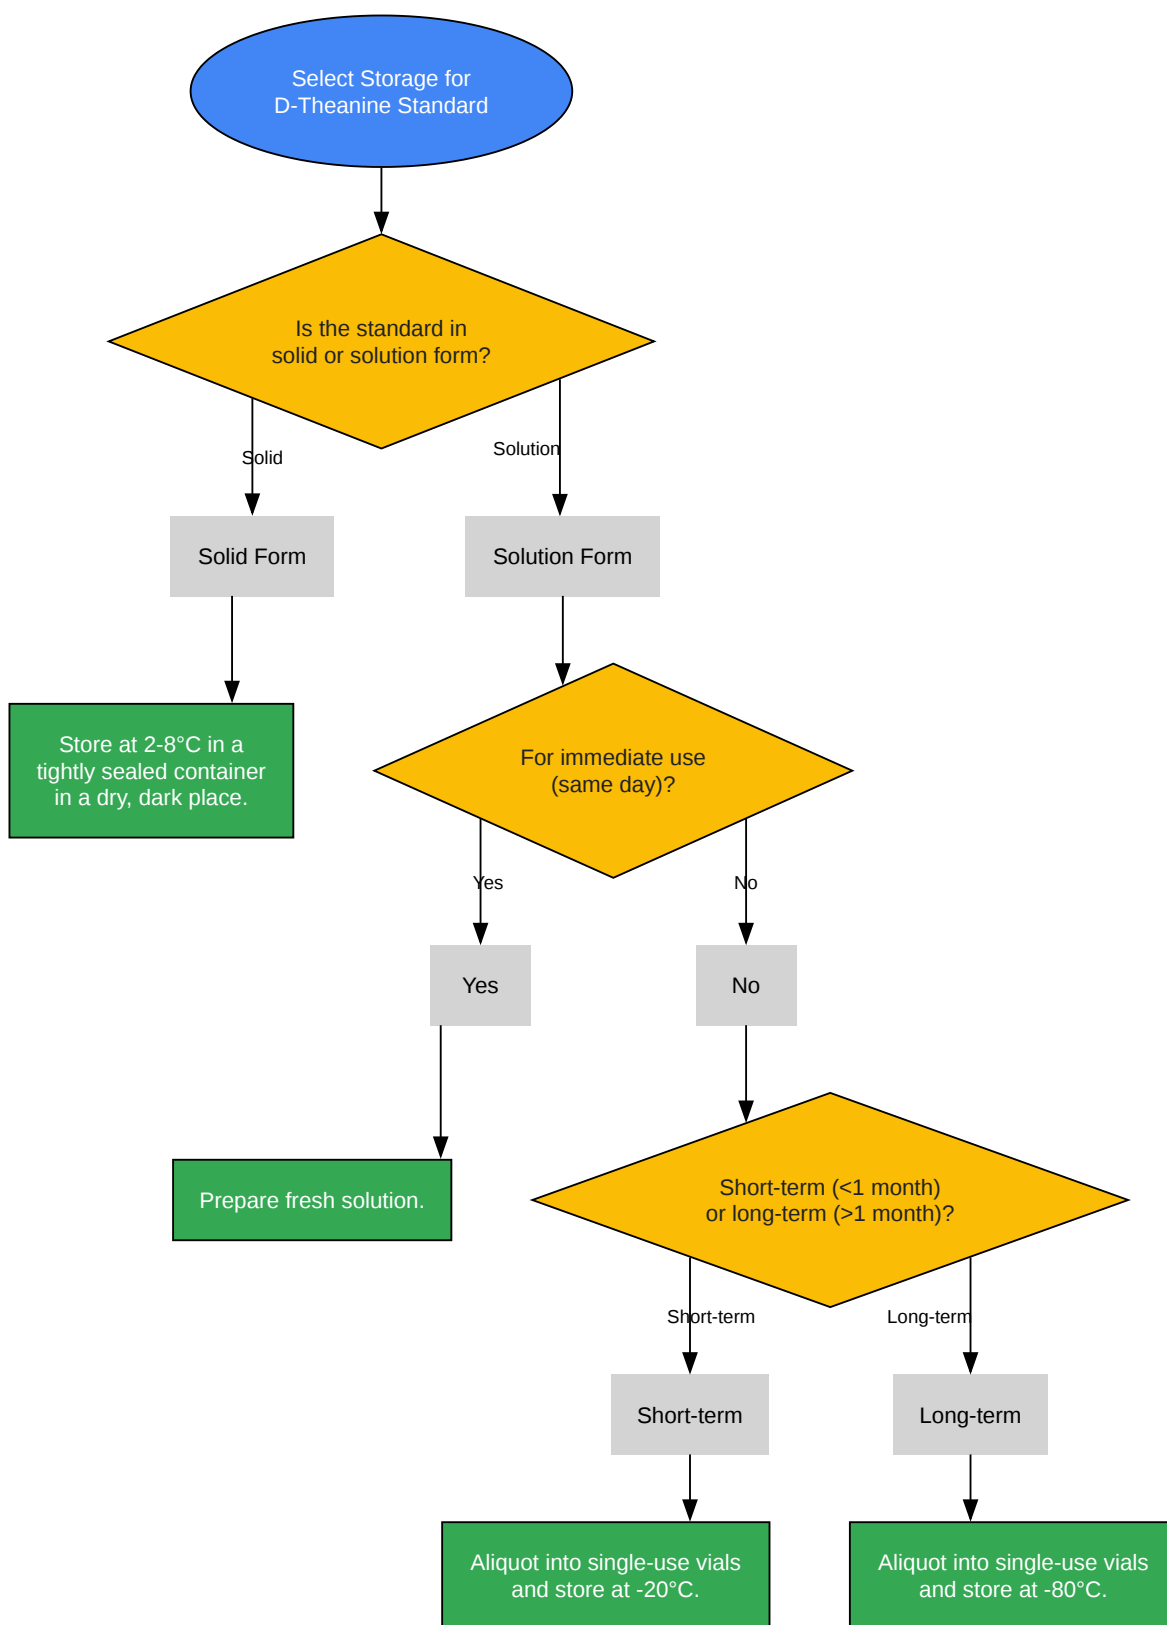 Select Storage for
D-Theanine Standard
Is the standard in
solid or solution form?
Solid
Solution
Solid Form
Solution Form
Store at 2-8°C in a
tightly sealed container
in a dry, dark place.
For immediate use
(same day)?
Yes
No
Yes
No
Prepare fresh solution.
Short-term (<1 month)
or long-term (>1 month)?
Short-term
Long-term
Short-term
Long-term
Aliquot into single-use vials
and store at -20°C.
Aliquot into single-use vials
and store at -80°C.